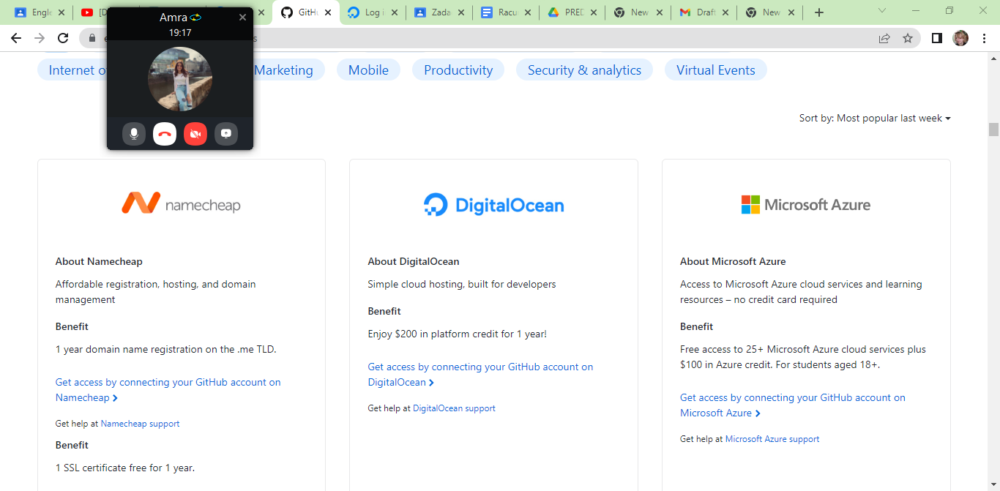 Engle
[D
GitHu
Log i
Zada
Racu
PRED
New
Draft
New
Amra
19:17
Internet o
Marketing
Mobile
Productivity
Security & analytics
Virtual Events
Sort by: Most popular last week
namecheap
About Namecheap
Affordable registration, hosting, and domain
management
Benefit
1 year domain name registration on the .me TLD.
Get access by connecting your GitHub account on
Namecheap
Get help at Namecheap support
Benefit
1 SSL certificate free for 1 year.
DigitalOcean
About DigitalOcean
Simple cloud hosting, built for developers
Benefit
Enjoy $200 in platform credit for 1 year!
Get access by connecting your GitHub account on
DigitalOcean
Get help at DigitalOcean support
Microsoft Azure
About Microsoft Azure
Access to Microsoft Azure cloud services and learning
resources – no credit card required
Benefit
Free access to 25+ Microsoft Azure cloud services plus
$100 in Azure credit. For students aged 18+.
Get access by connecting your GitHub account on
Microsoft Azure
Get help at Microsoft Azure support